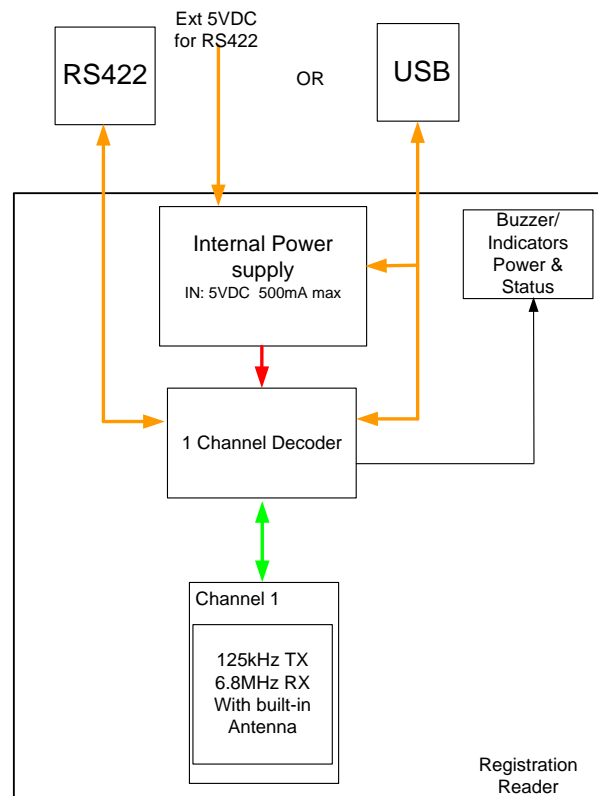 Ext 5VDC
for RS422
RS422
OR
USB
Internal Power
supply
IN: 5VDC  500mA max
Buzzer/
Indicators
Power &
Status
1 Channel Decoder
Channel 1
125kHz TX
6.8MHz RX
With built-in
Antenna
Registration
Reader